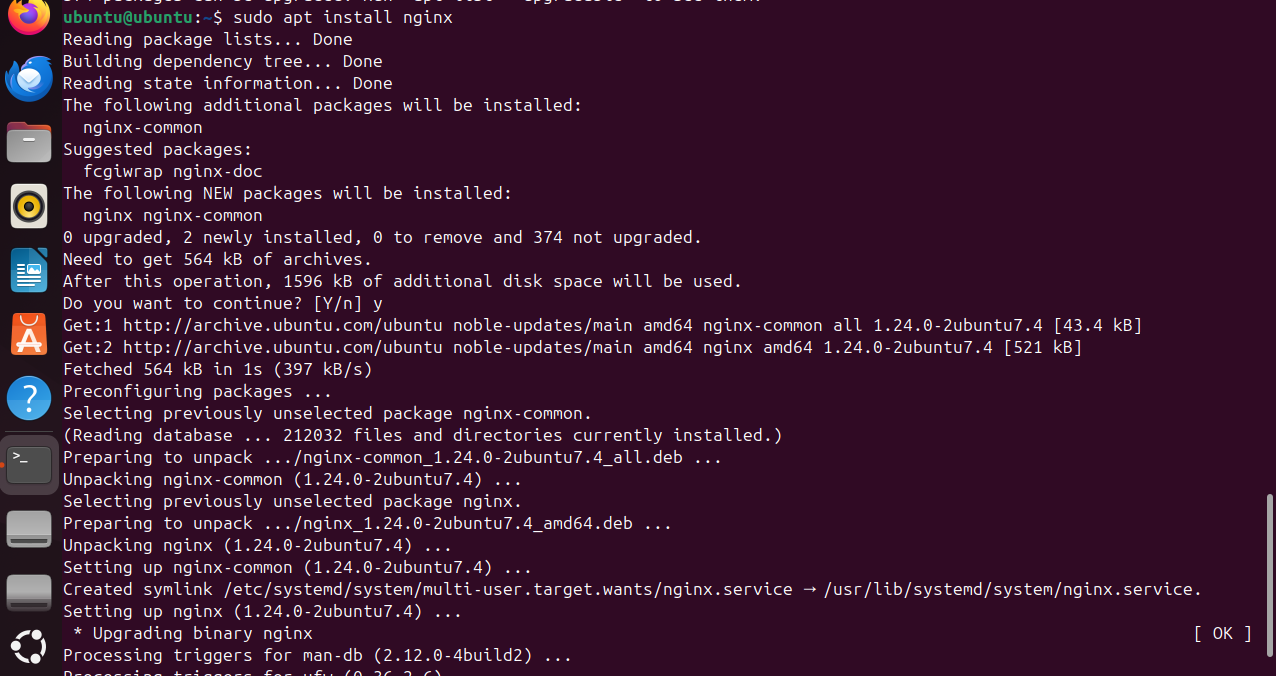 ubuntu@ubuntu:~$ sudo apt install nginx
Reading package lists... Done
Building dependency tree... Done
Reading state information... Done
The following additional packages will be installed:
  nginx-common
Suggested packages:
  fcgiwrap nginx-doc
The following NEW packages will be installed:
  nginx nginx-common
0 upgraded, 2 newly installed, 0 to remove and 374 not upgraded.
Need to get 564 kB of archives.
After this operation, 1596 kB of additional disk space will be used.
Do you want to continue? [Y/n] y
Get:1 http://archive.ubuntu.com/ubuntu noble-updates/main amd64 nginx-common all 1.24.0-2ubuntu7.4 [43.4 kB]
Get:2 http://archive.ubuntu.com/ubuntu noble-updates/main amd64 nginx amd64 1.24.0-2ubuntu7.4 [521 kB]
Fetched 564 kB in 1s (397 kB/s)
Preconfiguring packages ...
Selecting previously unselected package nginx-common.
(Reading database ... 212032 files and directories currently installed.)
Preparing to unpack .../nginx-common_1.24.0-2ubuntu7.4_all.deb ...
Unpacking nginx-common (1.24.0-2ubuntu7.4) ...
Selecting previously unselected package nginx.
Preparing to unpack .../nginx_1.24.0-2ubuntu7.4_amd64.deb ...
Unpacking nginx (1.24.0-2ubuntu7.4) ...
Setting up nginx-common (1.24.0-2ubuntu7.4) ...
Created symlink /etc/systemd/system/multi-user.target.wants/nginx.service → /usr/lib/systemd/system/nginx.service.
Setting up nginx (1.24.0-2ubuntu7.4) ...
 * Upgrading binary nginx [ OK ]
Processing triggers for man-db (2.12.0-4build2) ...
Processing triggers for ufw